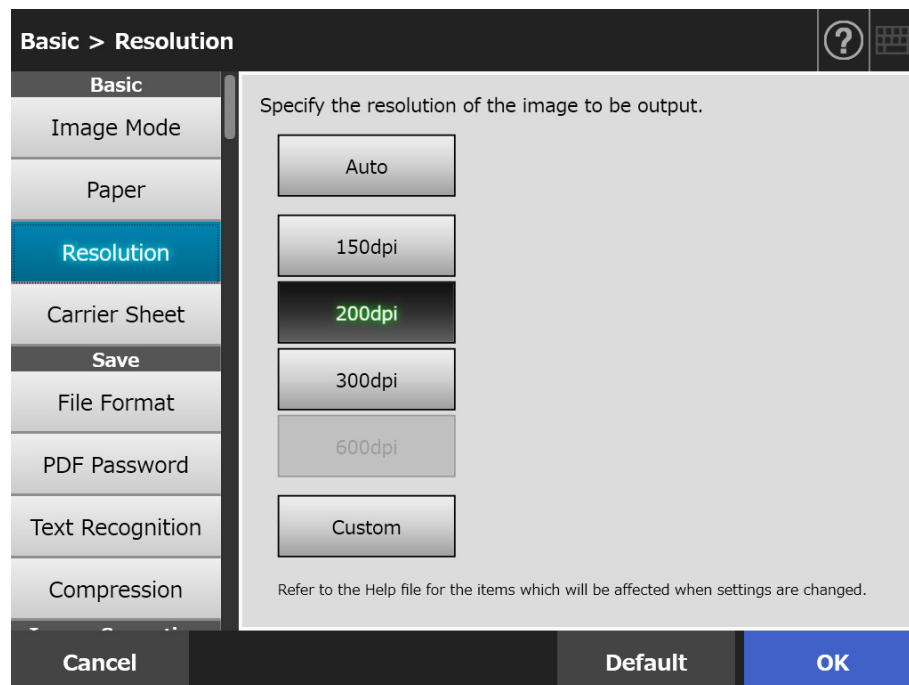 Basic > Resolution
?
Basic
Image Mode
Paper
Resolution
Carrier Sheet
Save
File Format
PDF Password
Text Recognition
Compression
Specify the resolution of the image to be output.
Auto
150dpi
200dpi
300dpi
600dpi
Custom
Refer to the Help file for the items which will be affected when settings are changed.
Cancel
Default
OK